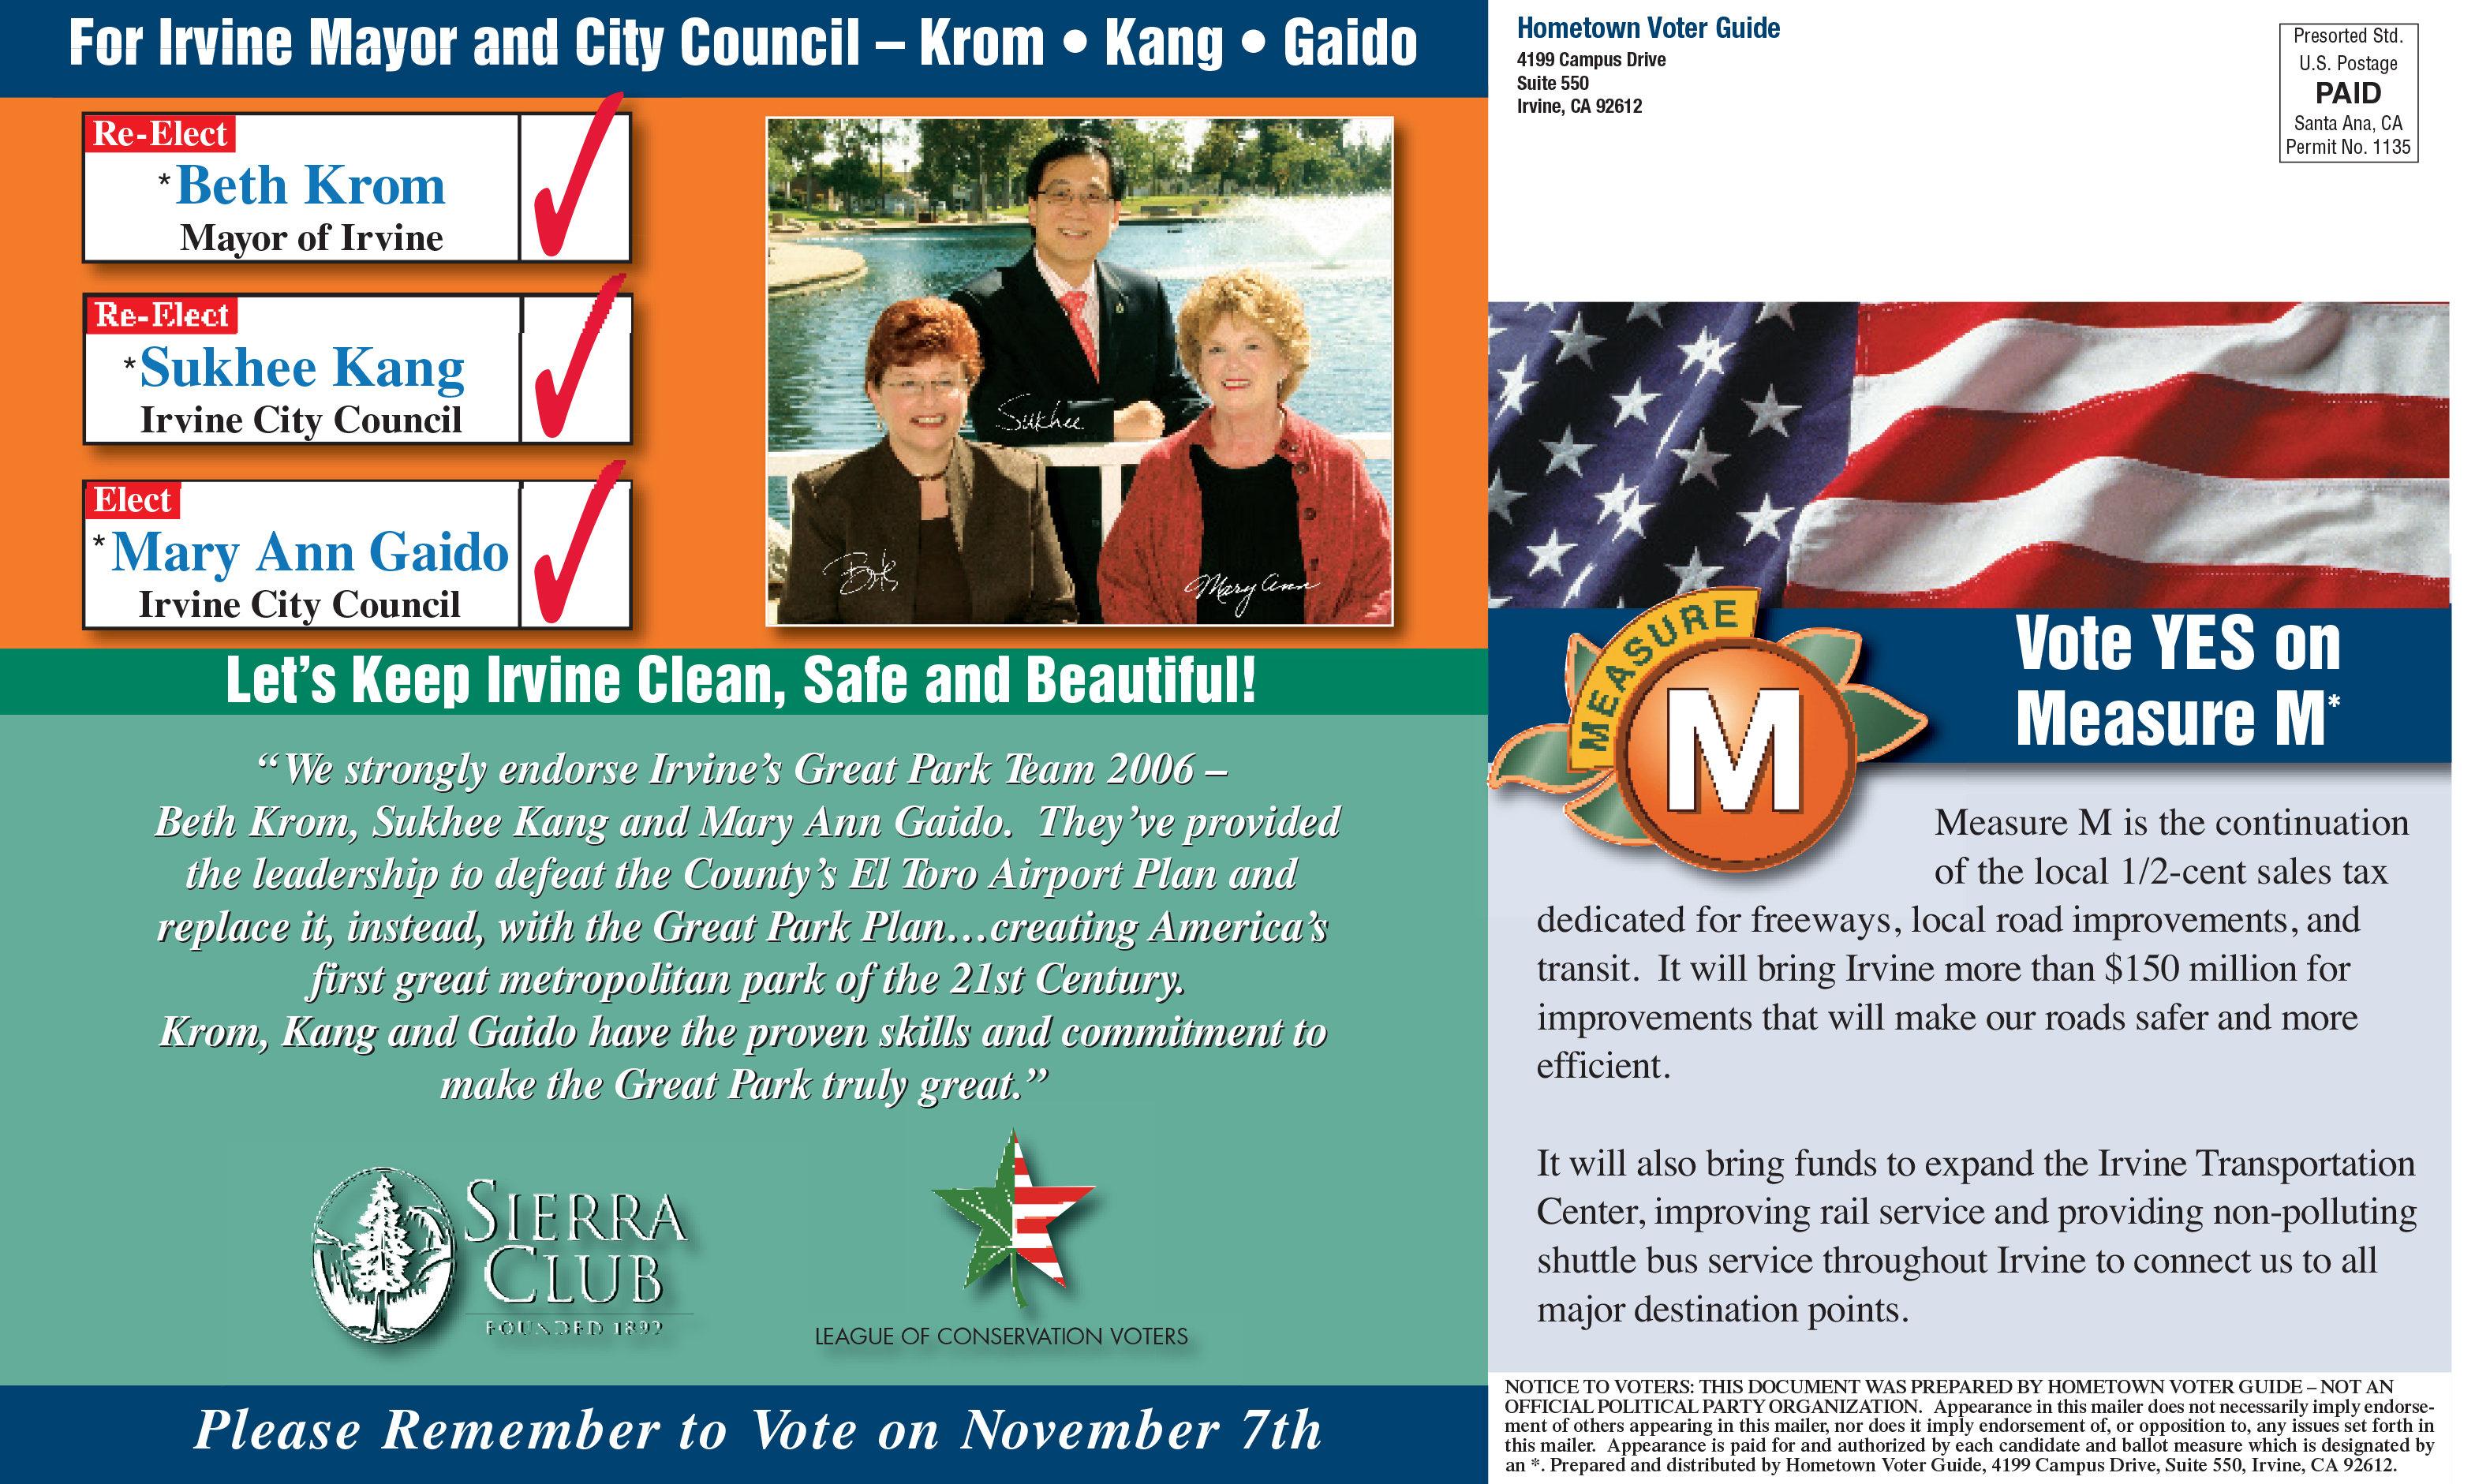 For Irvine Mayor and City Council – Krom • Kang • Gaido
Re-Elect
*Beth Krom
Mayor of Irvine
Re-Elect
*Sukhee Kang
Irvine City Council
Elect
*Mary Ann Gaido
Irvine City Council
Sukhee
Beth
Mary Ann
Let's Keep Irvine Clean, Safe and Beautiful!
“We strongly endorse Irvine’s Great Park Team 2006 –
Beth Krom, Sukhee Kang and Mary Ann Gaido.  They’ve provided
the leadership to defeat the County’s El Toro Airport Plan and
replace it, instead, with the Great Park Plan…creating America’s
first great metropolitan park of the 21st Century.
Krom, Kang and Gaido have the proven skills and commitment to
make the Great Park truly great.”
SIERRA
CLUB
FOUNDED 1892
LEAGUE OF CONSERVATION VOTERS
Please Remember to Vote on November 7th
Hometown Voter Guide
4199 Campus Drive
Suite 550
Irvine, CA 92612
Presorted Std.
U.S. Postage
PAID
Santa Ana, CA
Permit No. 1135
MEASURE
M
Vote YES on
Measure M*
Measure M is the continuation
of the local 1/2-cent sales tax
dedicated for freeways, local road improvements, and
transit.  It will bring Irvine more than $150 million for
improvements that will make our roads safer and more
efficient.
It will also bring funds to expand the Irvine Transportation
Center, improving rail service and providing non-polluting
shuttle bus service throughout Irvine to connect us to all
major destination points.
NOTICE TO VOTERS: THIS DOCUMENT WAS PREPARED BY HOMETOWN VOTER GUIDE – NOT AN
OFFICIAL POLITICAL PARTY ORGANIZATION.  Appearance in this mailer does not necessarily imply endorse-
ment of others appearing in this mailer, nor does it imply endorsement of, or opposition to, any issues set forth in
this mailer.  Appearance is paid for and authorized by each candidate and ballot measure which is designated by
an *. Prepared and distributed by Hometown Voter Guide, 4199 Campus Drive, Suite 550, Irvine, CA 92612.